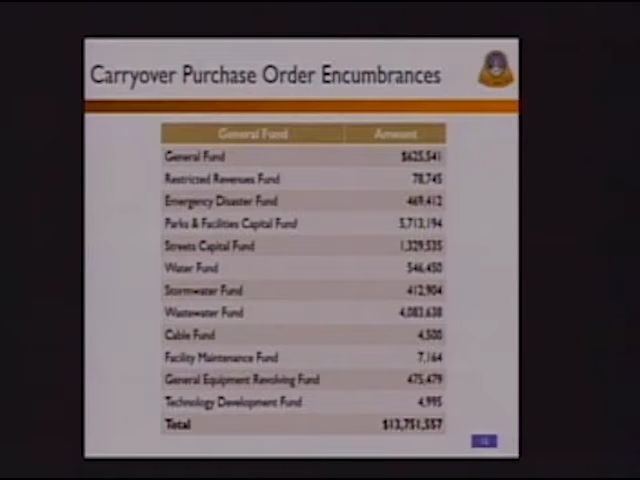 Carryover Purchase Order Encumbrances
General Fund Amount
General Fund $625,541
Restricted Revenues Fund 78,745
Emergency Disaster Fund 469,412
Parks & Facilities Capital Fund 5,713,194
Streets Capital Fund 1,329,535
Water Fund 546,450
Stormwater Fund 412,904
Wastewater Fund 4,083,638
Cable Fund 4,500
Facility Maintenance Fund 7,164
General Equipment Revolving Fund 475,479
Technology Development Fund 4,995
Total $13,751,557